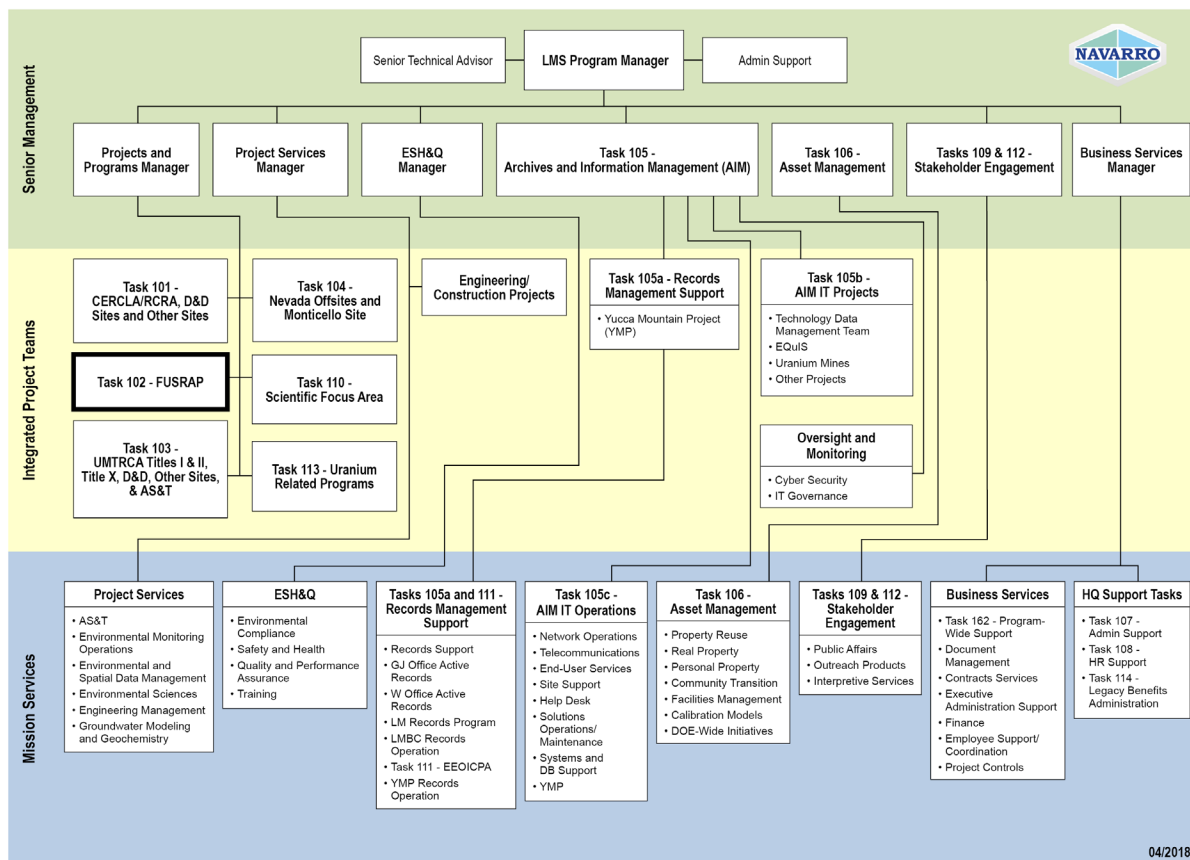 NAVARRO
Senior Management
Senior Technical Advisor
LMS Program Manager
Admin Support
Projects and
Programs Manager
Project Services
Manager
ESH&Q
Manager
Task 105 -
Archives and Information Management (AIM)
Task 106 -
Asset Management
Tasks 109 & 112 -
Stakeholder Engagement
Business Services
Manager
Integrated Project Teams
Task 101 -
CERCLA/RCRA, D&D
Sites and Other Sites
Task 104 -
Nevada Offsites and
Monticello Site
Engineering/
Construction Projects
Task 105a - Records
Management Support
• Yucca Mountain Project
(YMP)
Task 105b -
AIM IT Projects
• Technology Data
Management Team
• EQuIS
• Uranium Mines
• Other Projects
Task 102 - FUSRAP
Task 110 -
Scientific Focus Area
Task 103 -
UMTRCA Titles I & II,
Title X, D&D, Other Sites,
& AS&T
Task 113 - Uranium
Related Programs
Oversight and
Monitoring
• Cyber Security
• IT Governance
Mission Services
Project Services
• AS&T
• Environmental Monitoring
Operations
• Environmental and
Spatial Data Management
• Environmental Sciences
• Engineering Management
• Groundwater Modeling
and Geochemistry
ESH&Q
• Environmental
Compliance
• Safety and Health
• Quality and Performance
Assurance
• Training
Tasks 105a and 111 -
Records Management
Support
• Records Support
• GJ Office Active
Records
• W Office Active
Records
• LM Records Program
• LMBC Records
Operation
• Task 111 - EEOICPA
• YMP Records
Operation
Task 105c -
AIM IT Operations
• Network Operations
• Telecommunications
• End-User Services
• Site Support
• Help Desk
• Solutions
Operations/
Maintenance
• Systems and
DB Support
• YMP
Task 106 -
Asset Management
• Property Reuse
• Real Property
• Personal Property
• Community Transition
• Facilities Management
• Calibration Models
• DOE-Wide Initiatives
Tasks 109 & 112 -
Stakeholder
Engagement
• Public Affairs
• Outreach Products
• Interpretive Services
Business Services
• Task 162 - Program-
Wide Support
• Document
Management
• Contracts Services
• Executive
Administration Support
• Finance
• Employee Support/
Coordination
• Project Controls
HQ Support Tasks
• Task 107 -
Admin Support
• Task 108 -
HR Support
• Task 114 -
Legacy Benefits
Administration
04/2018